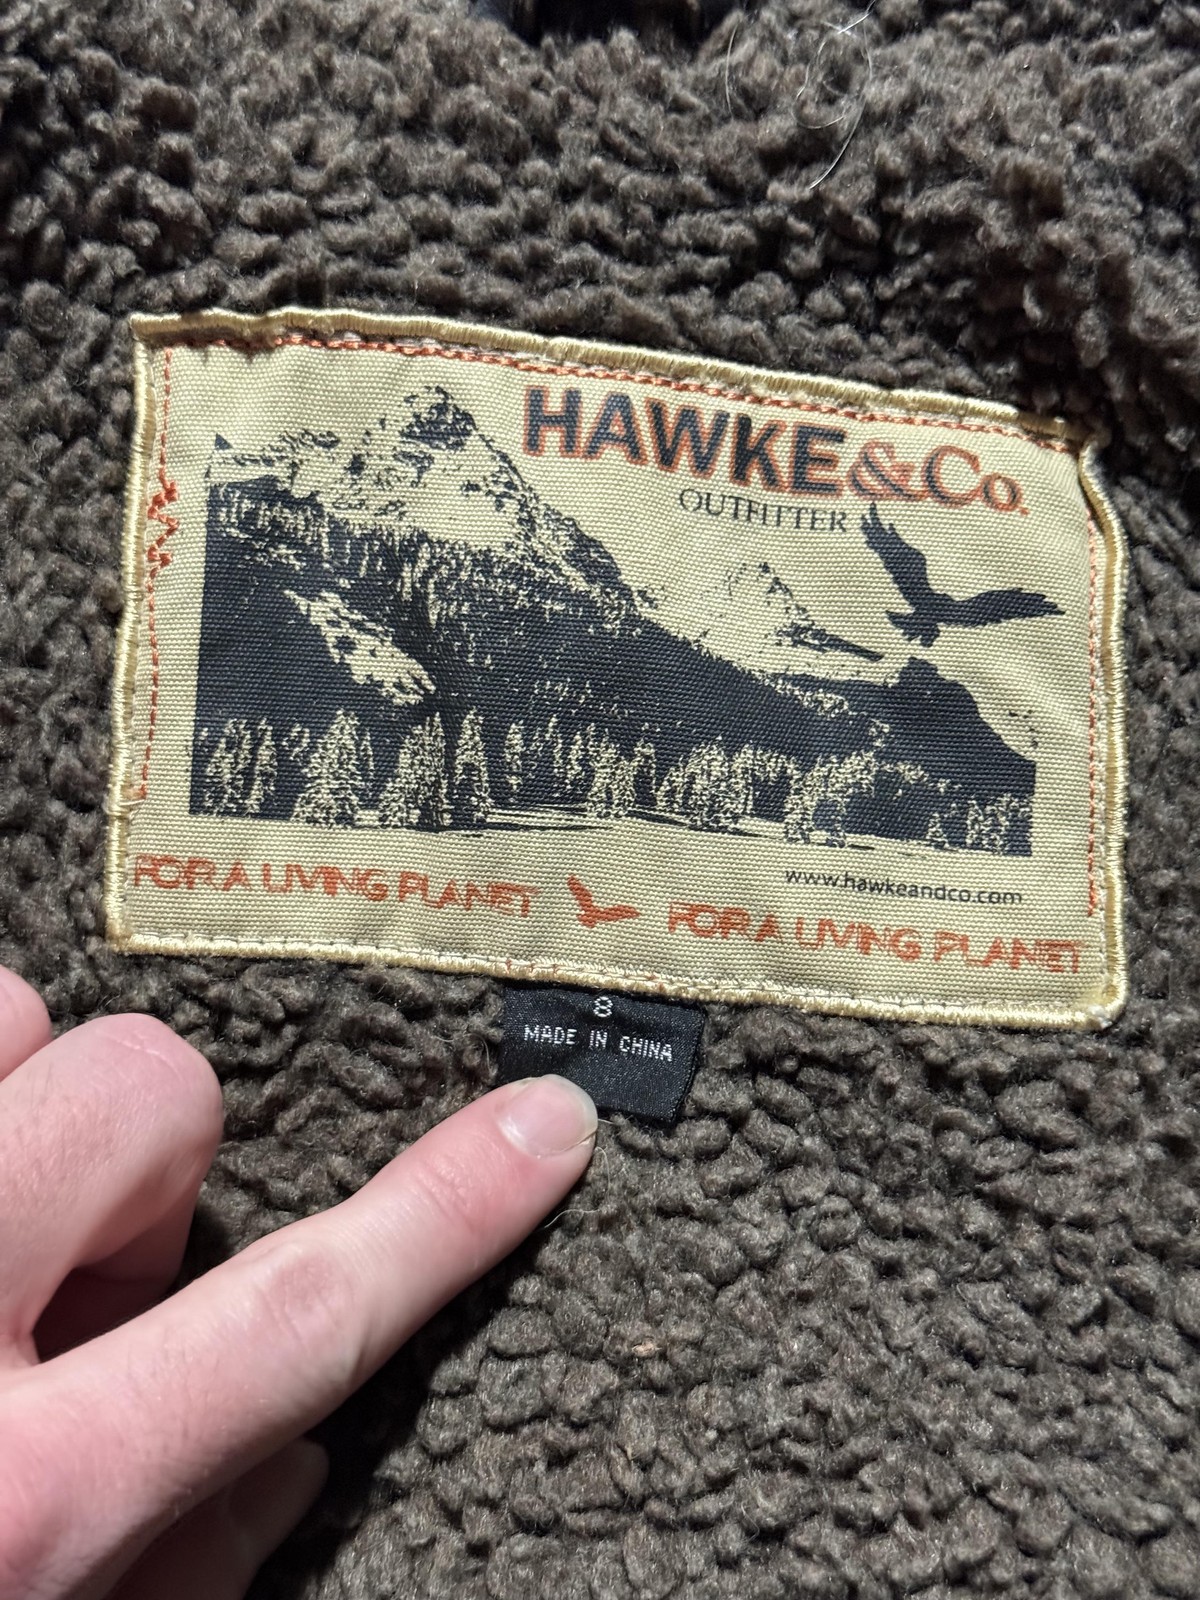 HAWKE&Co.
OUTFITTER
www.hawkeandco.com
FOR A LIVING PLANET FOR A LIVING PLANET
8
MADE IN CHINA